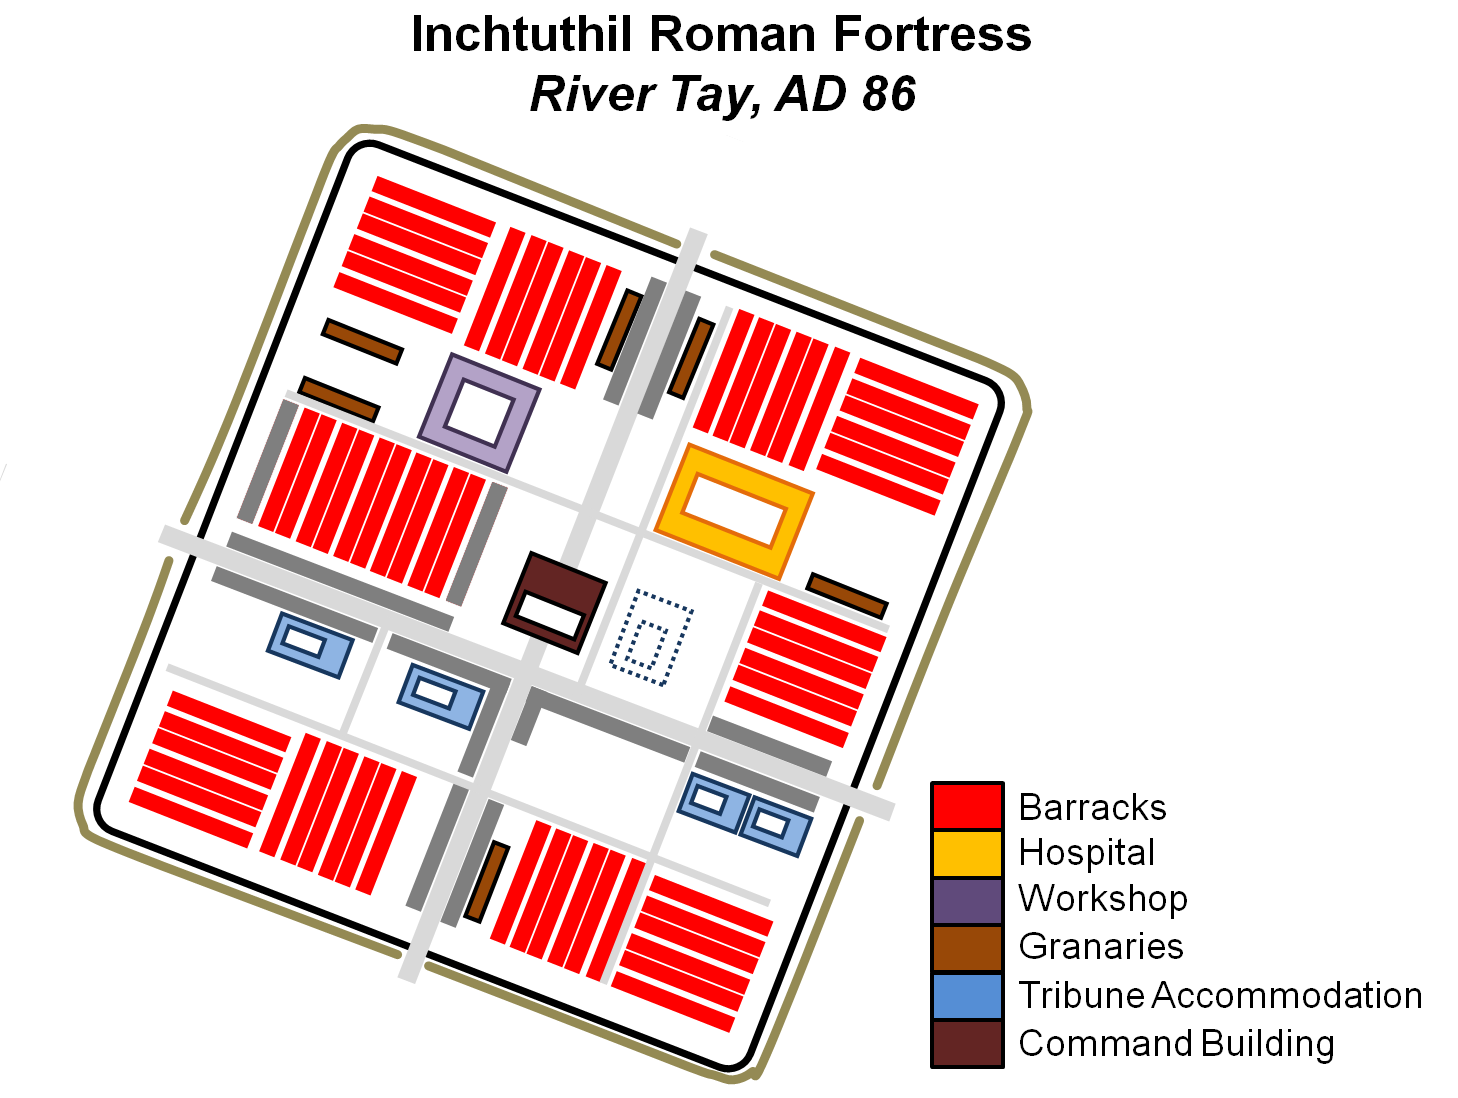 Inchtuthil Roman Fortress
River Tay, AD 86
Barracks
Hospital
Workshop
Granaries
Tribune Accommodation
Command Building